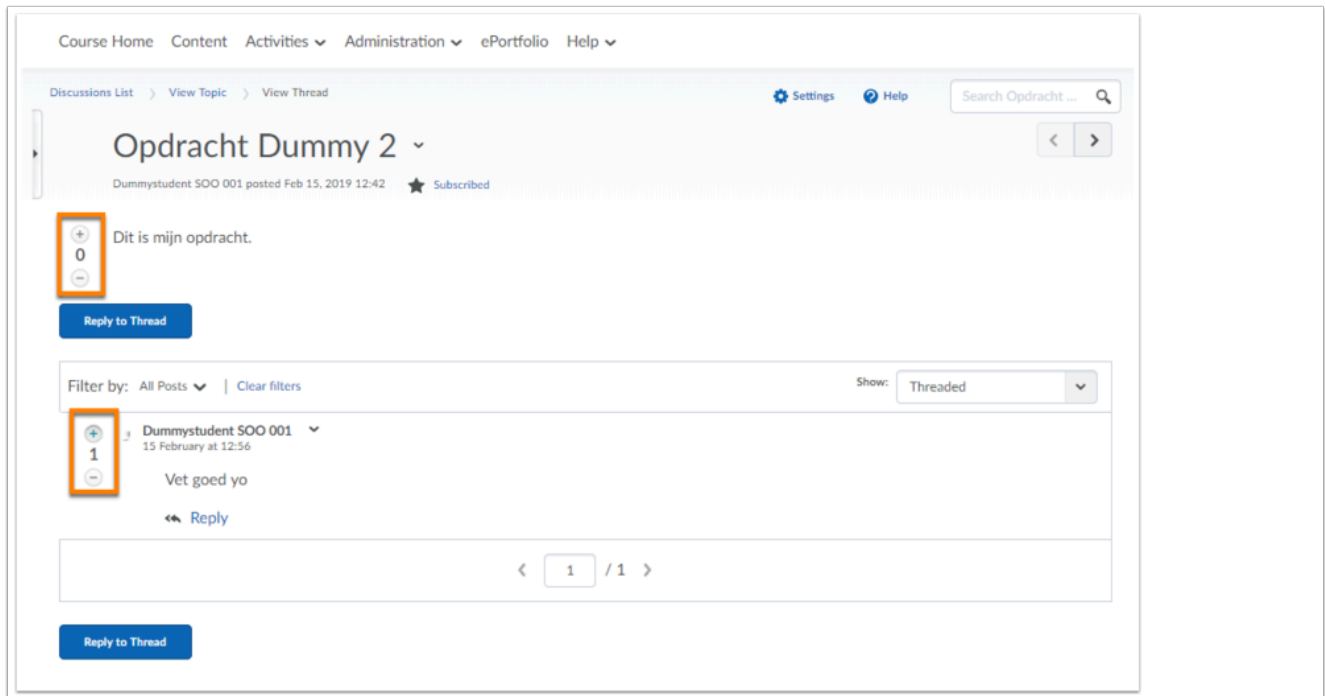 Course Home Content Activities Administration ePortfolio Help
Discussions List View Topic View Thread Settings Help Search Opdracht ...
Opdracht Dummy 2
Dummystudent SOO 001 posted Feb 15, 2019 12:42 Subscribed
+
0
−
Dit is mijn opdracht.
Reply to Thread
Filter by: All Posts | Clear filters Show: Threaded
+
1
−
Dummystudent SOO 001
15 February at 12:56
Vet goed yo
Reply
1 / 1
Reply to Thread